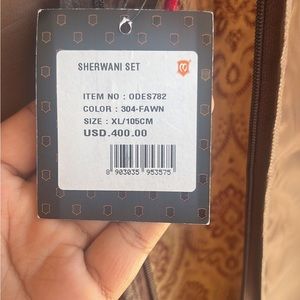 SHERWANI SET
ITEM NO : ODES782
COLOR : 304-FAWN
SIZE : XL/105CM
USD.400.00
8 903035 953575